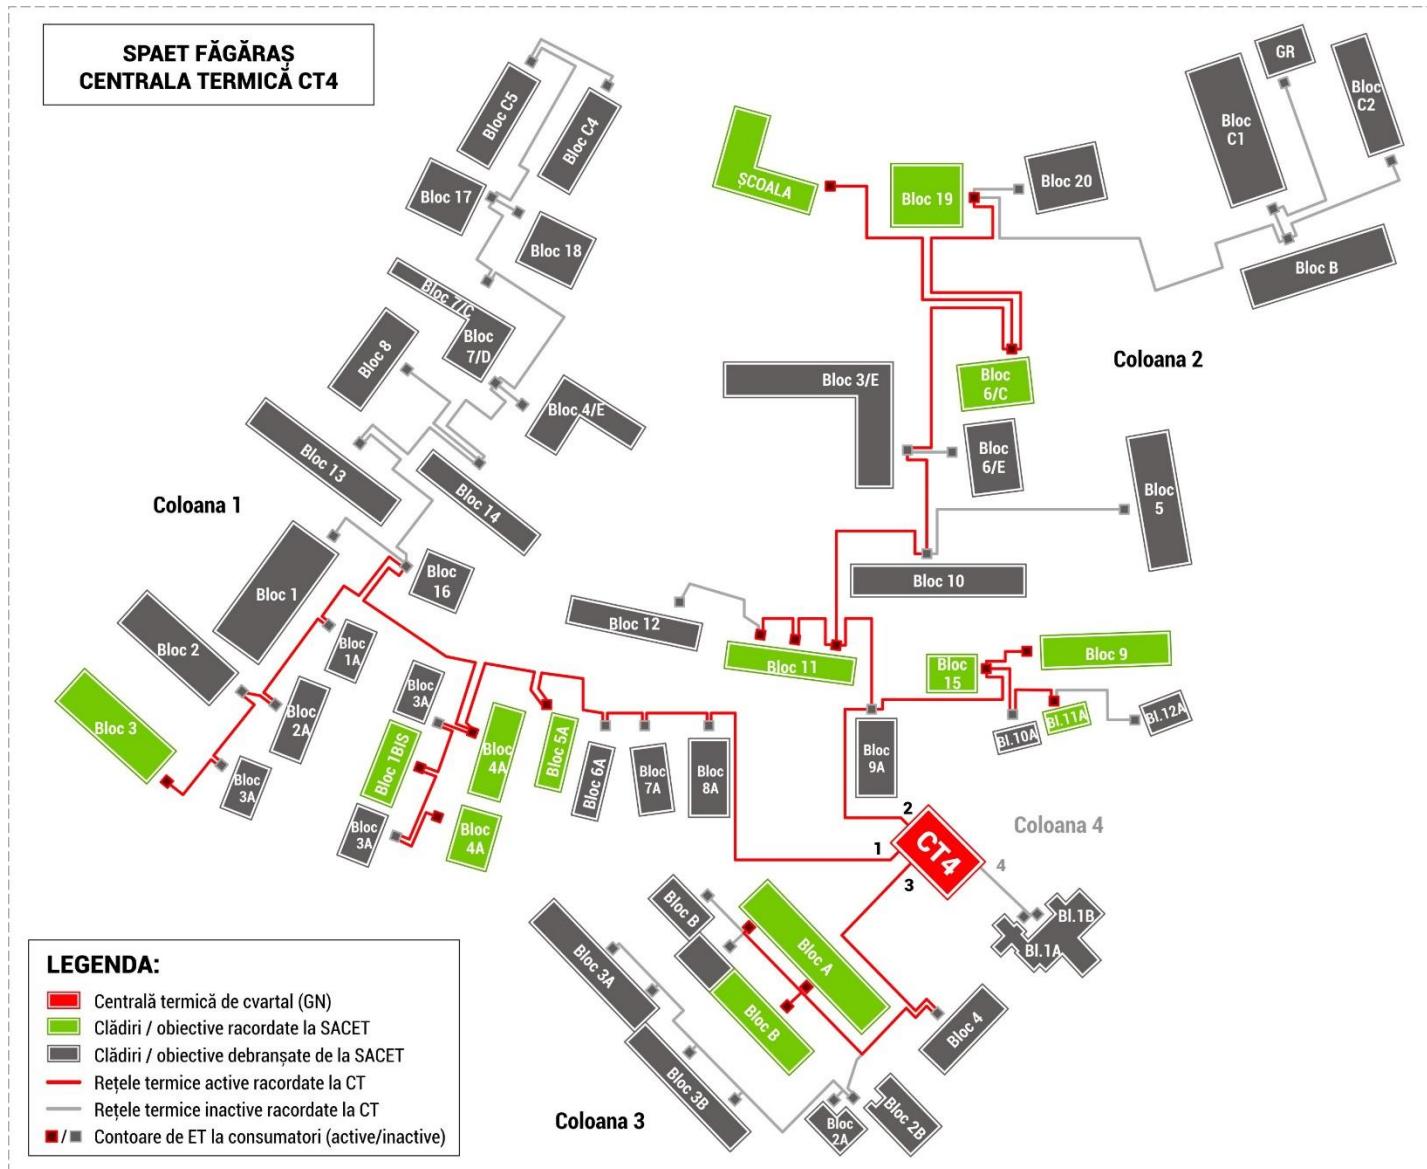 SPAET FĂGĂRAȘ
CENTRALA TERMICĂ CT4
Bloc C5
Bloc C4
Bloc 17
Bloc 18
Bloc 7/C
Bloc
7/D
Bloc 8
Bloc 4/E
Bloc 13
Bloc 14
Coloana 1
Bloc 1
Bloc
16
Bloc 2
Bloc
1A
Bloc 3
Bloc
2A
Bloc
3A
Bloc
3A
Bloc 1BIS
Bloc
3A
Bloc
4A
Bloc
4A
Bloc 5A
Bloc 6A
Bloc
7A
Bloc
8A
ȘCOALA
Bloc 19
Bloc 20
Bloc
C1
GR
Bloc
C2
Bloc B
Coloana 2
Bloc
6/C
Bloc 3/E
Bloc
6/E
Bloc
5
Bloc 10
Bloc 12
Bloc 11
Bloc
15
Bloc 9
Bl.10A
Bl.11A
Bl.12A
Bloc
9A
2
1
3
CT4
Coloana 4
4
Bl.1B
Bl.1A
Bloc B
Bloc A
Bloc 3A
Bloc B
Bloc 4
Bloc 3B
Bloc
2A
Bloc 2B
Coloana 3
LEGENDA:
Centrală termică de cvartal (GN)
Clădiri / obiective racordate la SACET
Clădiri / obiective debranșate de la SACET
Rețele termice active racordate la CT
Rețele termice inactive racordate la CT
/ Contoare de ET la consumatori (active/inactive)